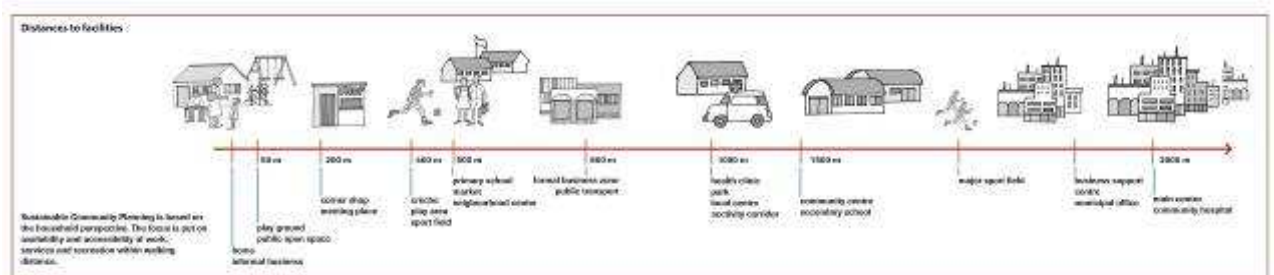 Distances to facilities
50 m
200 m
400 m
500 m
800 m
1000 m
1500 m
2000 m
home
informal business
play ground
public open space
corner shop
meeting place
creche
play area
sport field
primary school
market
neighbourhood centre
formal business zone
public transport
health clinic
park
local centre
activity corridor
community centre
secondary school
major sport field
business support
centre
municipal office
main centre
community hospital
Sustainable Community Planning is based on
the household perspective. The focus is put on
availability and accessibility of work,
services and recreation within walking
distance.